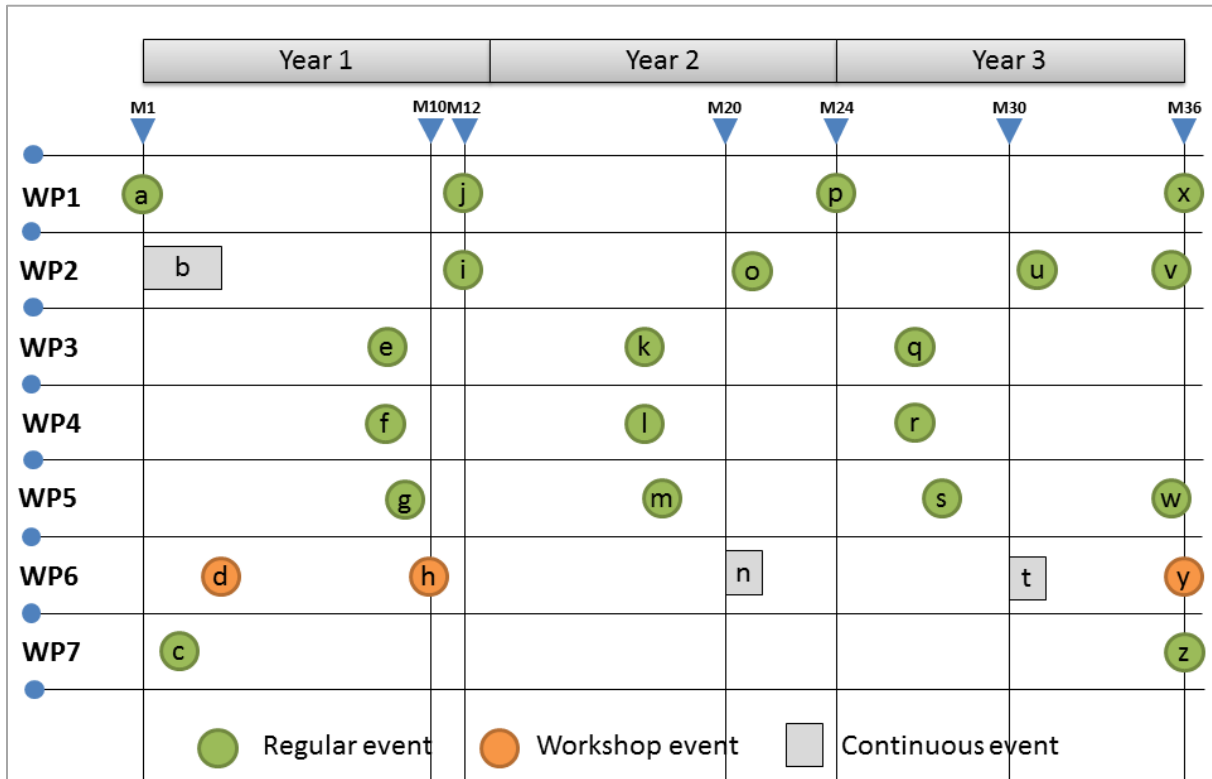 Year 1 Year 2 Year 3
M1 M10 M12 M20 M24 M30 M36
WP1 a j p x
WP2 b i o u v
WP3 e k q
WP4 f l r
WP5 g m s w
WP6 d h n t y
WP7 c z
Regular event Workshop event Continuous event